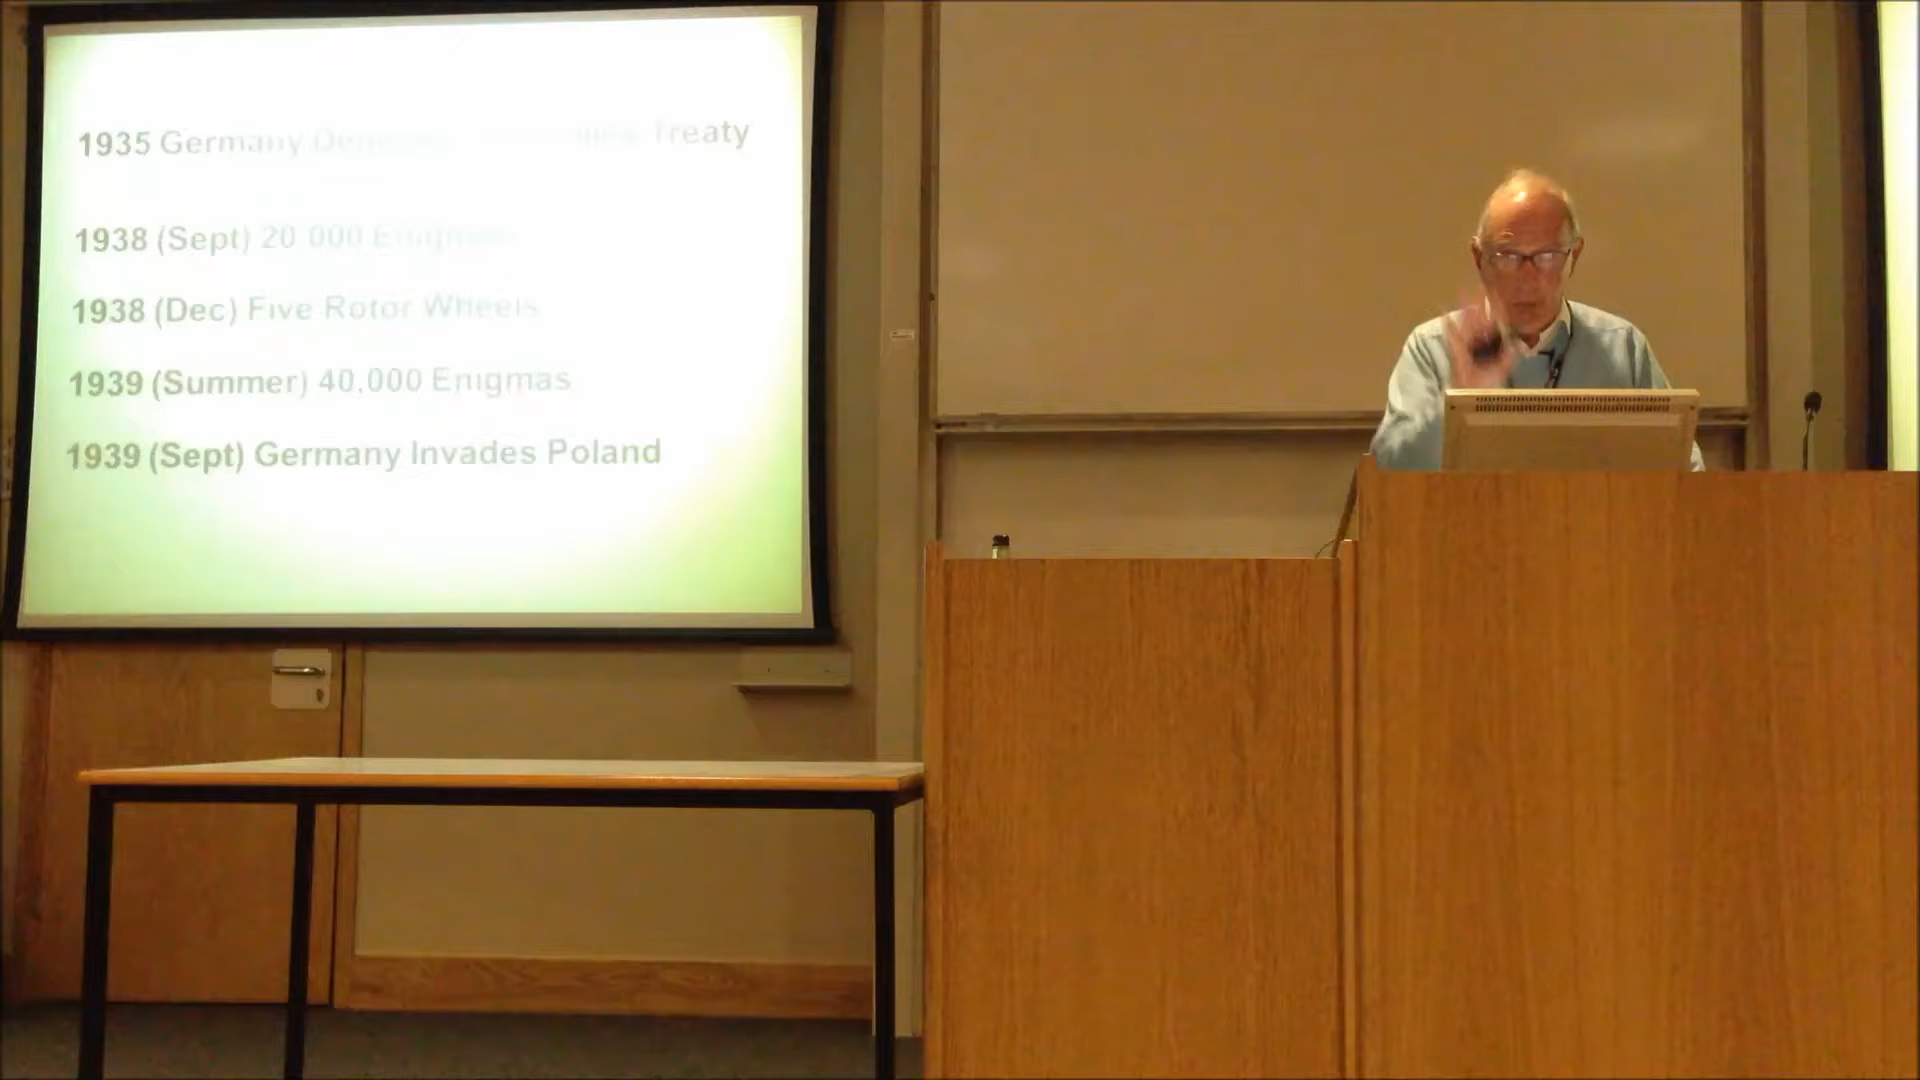 1935 Germany Treaty
1938 (Sept) 20 000 Enigmas
1938 (Dec) Five Rotor Wheels
1939 (Summer) 40,000 Enigmas
1939 (Sept) Germany Invades Poland